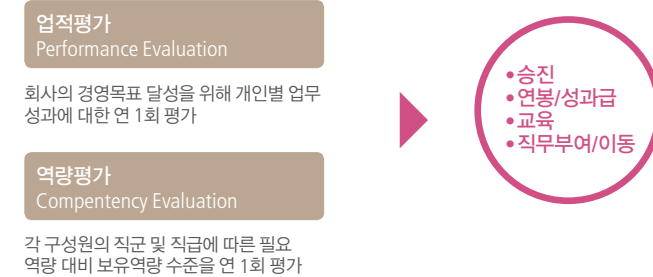 업적평가
Performance Evaluation
회사의 경영목표 달성을 위해 개인별 업무
성과에 대한 연 1회 평가
역량평가
Compentency Evaluation
각 구성원의 직군 및 직급에 따른 필요
역량 대비 보유역량 수준을 연 1회 평가
•승진
•연봉/성과급
•교육
•직무부여/이동